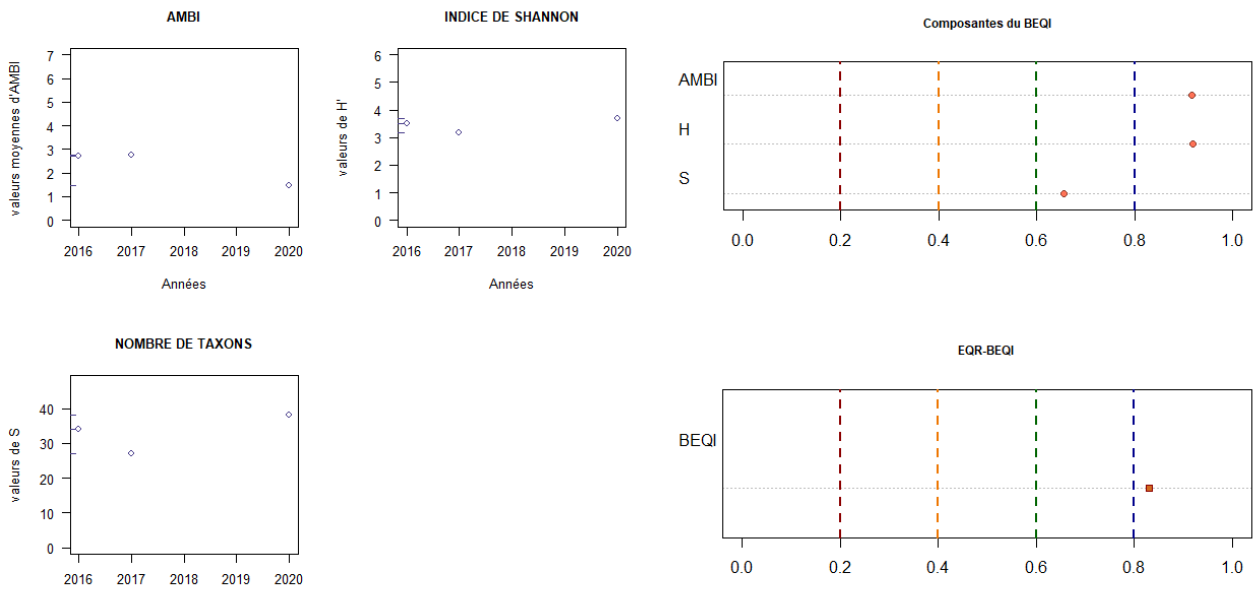 AMBI
valeurs moyennes d'AMBI
7
6
5
4
3
2
1
0
2016 2017 2018 2019 2020
Années
INDICE DE SHANNON
valeurs de H'
6
5
4
3
2
1
0
2016 2017 2018 2019 2020
Années
Composantes du BEQI
AMBI
H
S
0.0 0.2 0.4 0.6 0.8 1.0
NOMBRE DE TAXONS
valeurs de S
40
30
20
10
0
2016 2017 2018 2019 2020
EQR-BEQI
BEQI
0.0 0.2 0.4 0.6 0.8 1.0